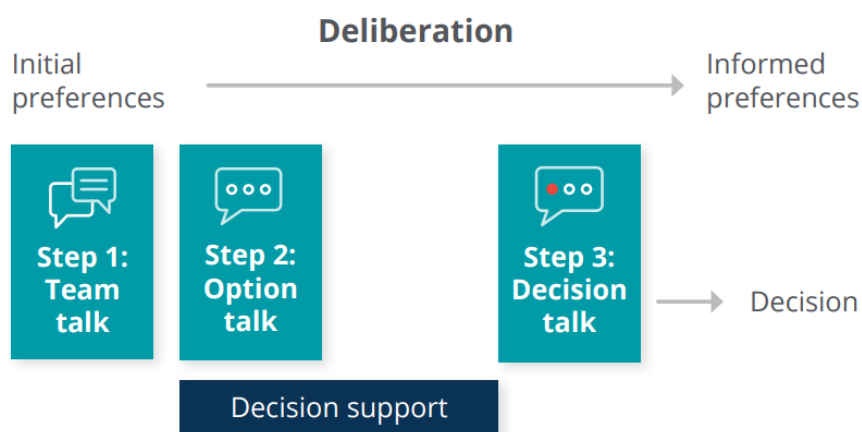 Deliberation
Initial
preferences
Informed
preferences
Step 1:
Team
talk
Step 2:
Option
talk
Step 3:
Decision
talk
Decision
Decision support